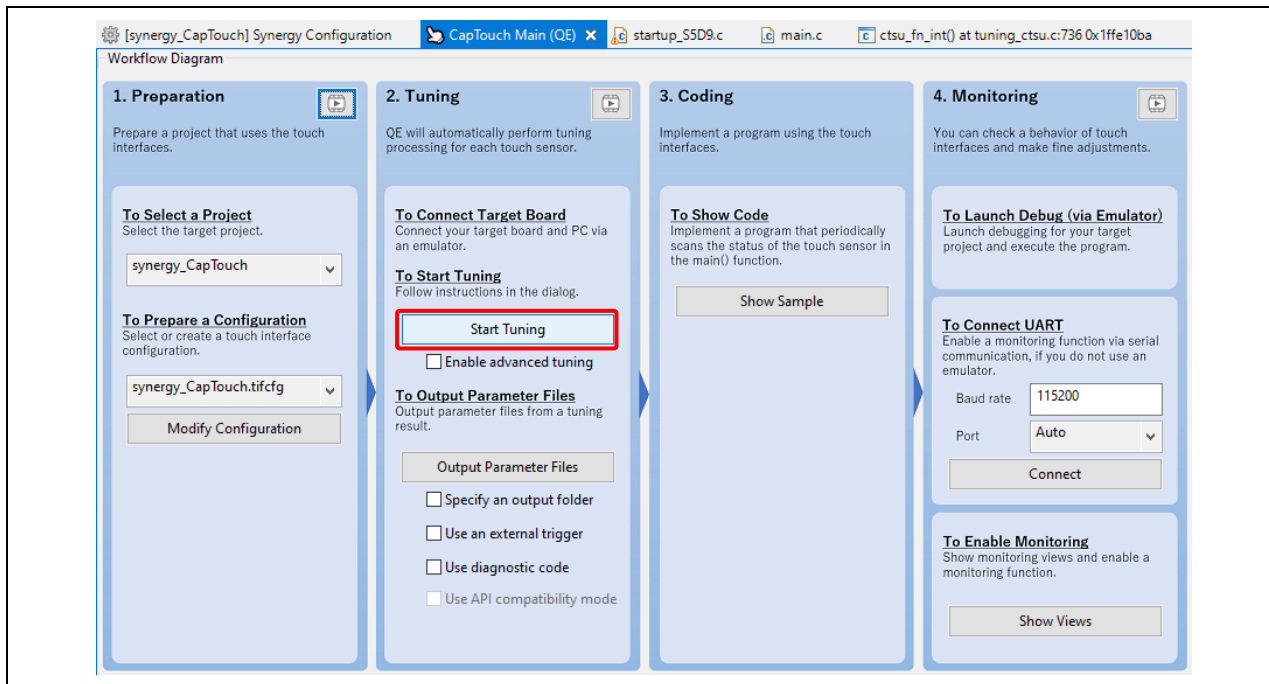 [synergy_CapTouch] Synergy Configuration
CapTouch Main (QE)
startup_S5D9.c
main.c
ctsu_fn_int() at tuning_ctsu.c:736 0x1ffe10ba
Workflow Diagram
1. Preparation
Prepare a project that uses the touch
interfaces.
To Select a Project
Select the target project.
synergy_CapTouch
To Prepare a Configuration
Select or create a touch interface
configuration.
synergy_CapTouch.tifcfg
Modify Configuration
2. Tuning
QE will automatically perform tuning
processing for each touch sensor.
To Connect Target Board
Connect your target board and PC via
an emulator.
To Start Tuning
Follow instructions in the dialog.
Start Tuning
Enable advanced tuning
To Output Parameter Files
Output parameter files from a tuning
result.
Output Parameter Files
Specify an output folder
Use an external trigger
Use diagnostic code
Use API compatibility mode
3. Coding
Implement a program using the touch
interfaces.
To Show Code
Implement a program that periodically
scans the status of the touch sensor in
the main() function.
Show Sample
4. Monitoring
You can check a behavior of touch
interfaces and make fine adjustments.
To Launch Debug (via Emulator)
Launch debugging for your target
project and execute the program.
To Connect UART
Enable a monitoring function via serial
communication, if you do not use an
emulator.
Baud rate 115200
Port Auto
Connect
To Enable Monitoring
Show monitoring views and enable a
monitoring function.
Show Views